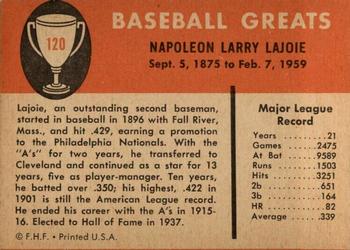 BASEBALL GREATS
120
NAPOLEON LARRY LAJOIE
Sept. 5, 1875 to Feb. 7, 1959
Lajoie, an outstanding second baseman,
started in baseball in 1896 with Fall River,
Mass., and hit .429, earning a promotion
to the Philadelphia Nationals. With the
"A's" for two years, he transferred to
Cleveland and continued as a star for 13
years, five as player-manager. Ten years,
he batted over .350; his highest, .422 in
1901 is still the American League record.
He ended his career with the A's in 1915-
16. Elected to Hall of Fame in 1937.
Major League
Record
Years .21
Games 2475
At Bat 9589
Runs 1503
Hits 3251
2b 651
3b 164
HR 82
Average .339
© F.H.F. • Printed U.S.A.